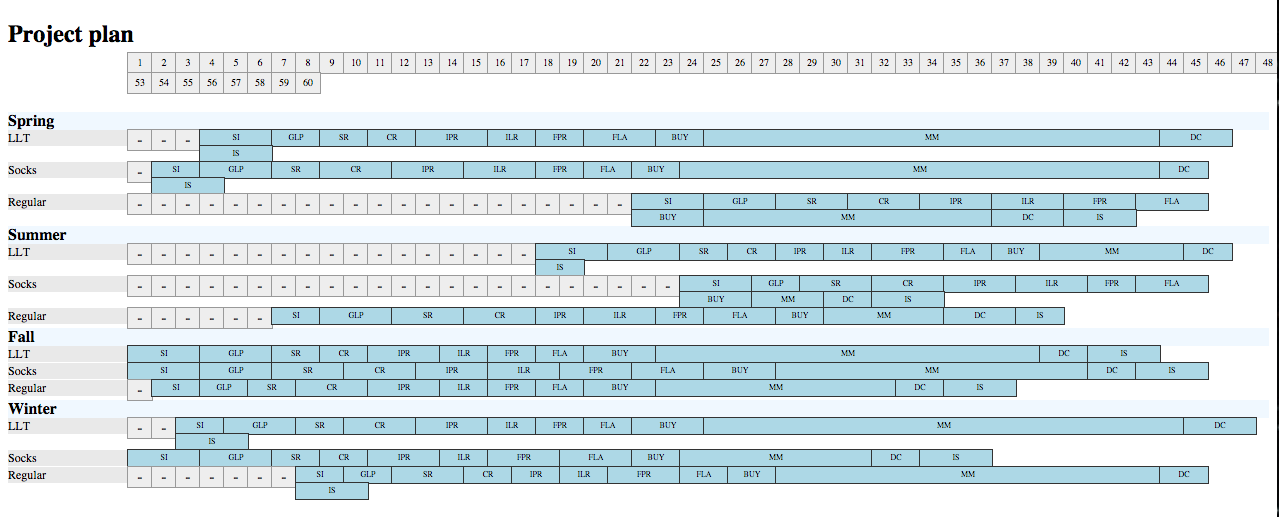 Project plan
1 2 3 4 5 6 7 8 9 10 11 12 13 14 15 16 17 18 19 20 21 22 23 24 25 26 27 28 29 30 31 32 33 34 35 36 37 38 39 40 41 42 43 44 45 46 47 48
53 54 55 56 57 58 59 60
Spring
LLT - - - SI GLP SR CR IPR ILR FPR FLA BUY MM DC
IS
Socks - SI GLP SR CR IPR ILR FPR FLA BUY MM DC
IS
Regular - - - - - - - - - - - - - - - - - - - - - SI GLP SR CR IPR ILR FPR FLA
BUY MM DC IS
Summer
LLT - - - - - - - - - - - - - - - - - SI GLP SR CR IPR ILR FPR FLA BUY MM DC
IS
Socks - - - - - - - - - - - - - - - - - - - - - - - SI GLP SR CR IPR ILR FPR FLA
BUY MM DC IS
Regular - - - - - - SI GLP SR CR IPR ILR FPR FLA BUY MM DC IS
Fall
LLT SI GLP SR CR IPR ILR FPR FLA BUY MM DC IS
Socks SI GLP SR CR IPR ILR FPR FLA BUY MM DC IS
Regular - SI GLP SR CR IPR ILR FPR FLA BUY MM DC IS
Winter
LLT - - SI GLP SR CR IPR ILR FPR FLA BUY MM DC
IS
Socks SI GLP SR CR IPR ILR FPR FLA BUY MM DC IS
Regular - - - - - - - SI GLP SR CR IPR ILR FPR FLA BUY MM DC
IS